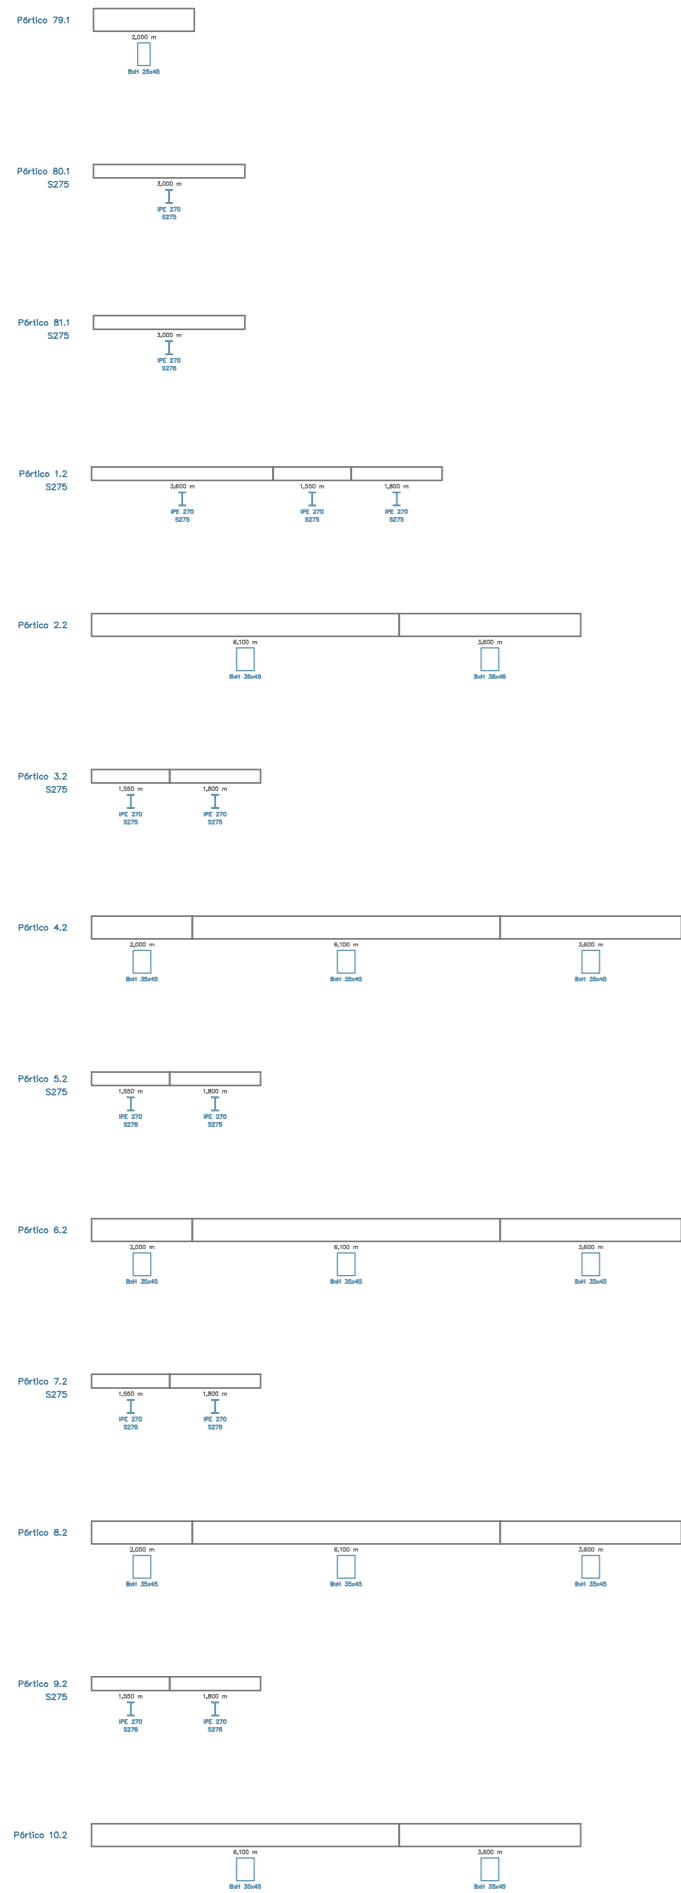 Pórtico 79.1
2,000 m
BxH 25x45
Pórtico 80.1
S275
3,000 m
IPE 270
S275
Pórtico 81.1
S275
3,000 m
IPE 270
S275
Pórtico 1.2
S275
3,600 m 1,550 m 1,800 m
IPE 270 IPE 270 IPE 270
S275 S275 S275
Pórtico 2.2
6,100 m 3,600 m
BxH 35x45 BxH 35x45
Pórtico 3.2
S275
1,550 m 1,800 m
IPE 270 IPE 270
S275 S275
Pórtico 4.2
2,000 m 6,100 m 3,600 m
BxH 35x45 BxH 35x45 BxH 35x45
Pórtico 5.2
S275
1,550 m 1,800 m
IPE 270 IPE 270
S275 S275
Pórtico 6.2
2,000 m 6,100 m 3,600 m
BxH 35x45 BxH 35x45 BxH 35x45
Pórtico 7.2
S275
1,550 m 1,800 m
IPE 270 IPE 270
S275 S275
Pórtico 8.2
2,000 m 6,100 m 3,600 m
BxH 35x45 BxH 35x45 BxH 35x45
Pórtico 9.2
S275
1,550 m 1,800 m
IPE 270 IPE 270
S275 S275
Pórtico 10.2
6,100 m 3,600 m
BxH 35x45 BxH 35x45